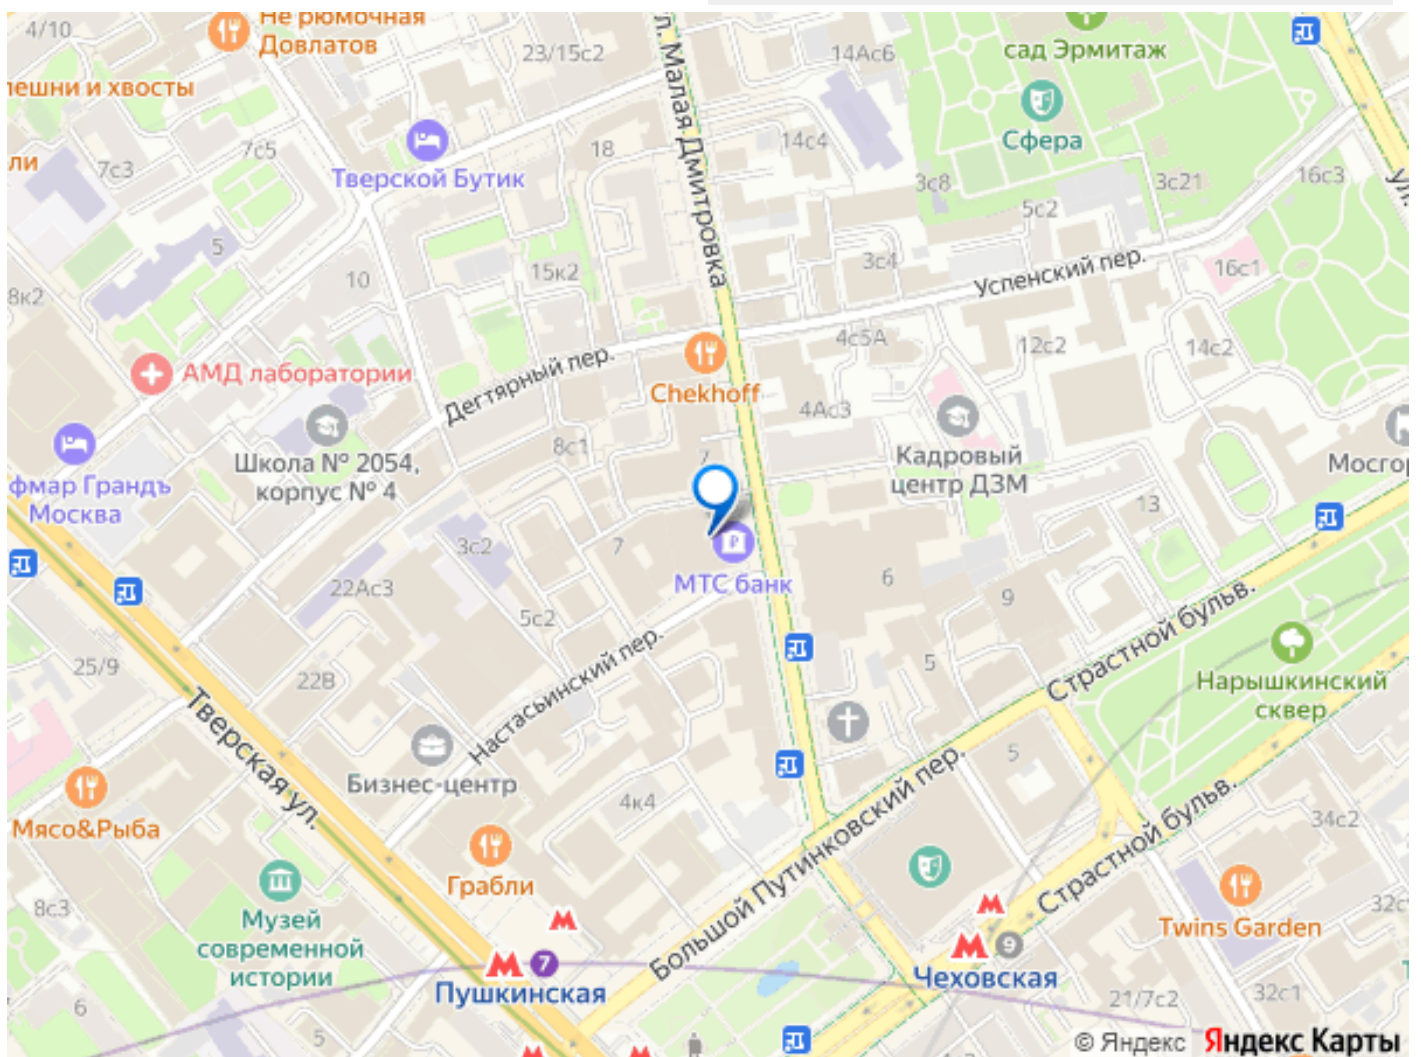 4/10
Не рюмочная
Довлатов
23/15с2
14Ас6
сад Эрмитаж
ул. Малая Дмитровка
лешни и хвосты
ли
7с3
7с5
Тверской Бутик
18
14с4
Сфера
3с8
3с21
16с3
ул.
5с2
5
10
15к2
3с4
Успенский пер.
16с1
8к2
АМД лаборатории
Дегтярный пер.
Chekhoff
4с5А
12с2
14с2
4Ас3
Школа № 2054,
корпус № 4
8с1
7
Кадровый
центр ДЗМ
Мосгор
фмар Грандъ
Москва
13
3с2
7
МТС банк
22Ас3
5с2
6
9
Страстной бульв.
25/9
22В
Настасьинский пер.
5
Нарышкинский
сквер
Тверская ул.
Бизнес-центр
4к4
5
Большой Путинковский пер.
Страстной бульв.
34с2
Мясо&Рыба
Грабли
8с3
Музей
современной
истории
Twins Garden
32с
7
Пушкинская
9
Чеховская
21/7с2
32с1
6
5
© Яндекс Яндекс Карты